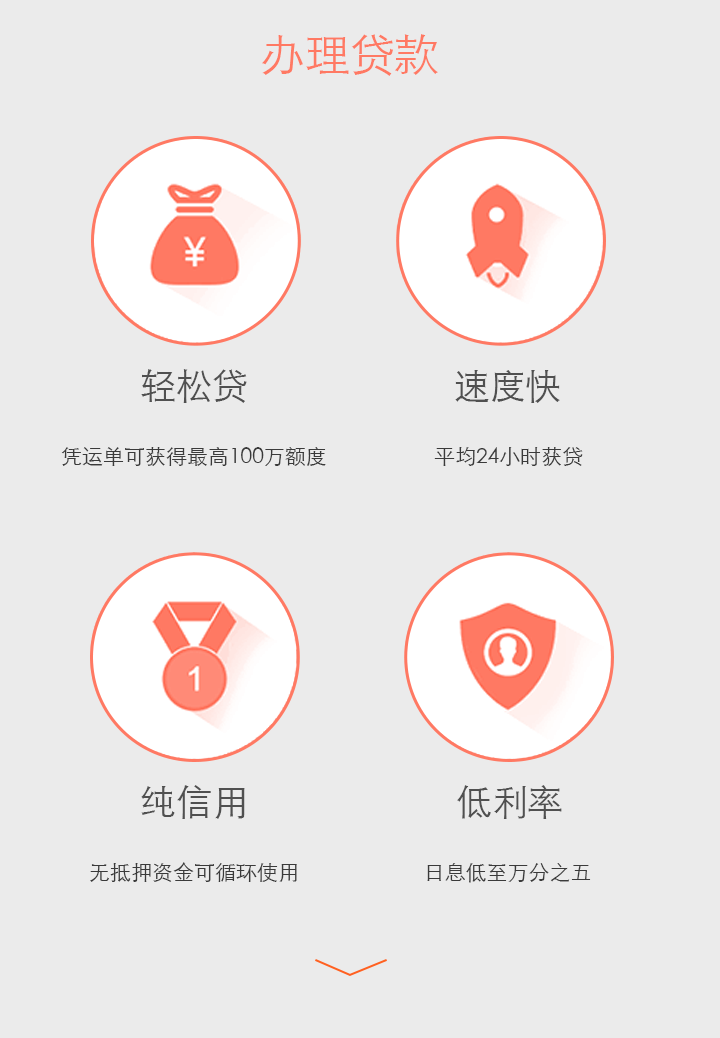 办理贷款
¥
轻松贷
速度快
凭运单可获得最高100万额度
平均24小时获贷
1
纯信用
低利率
无抵押资金可循环使用
日息低至万分之五